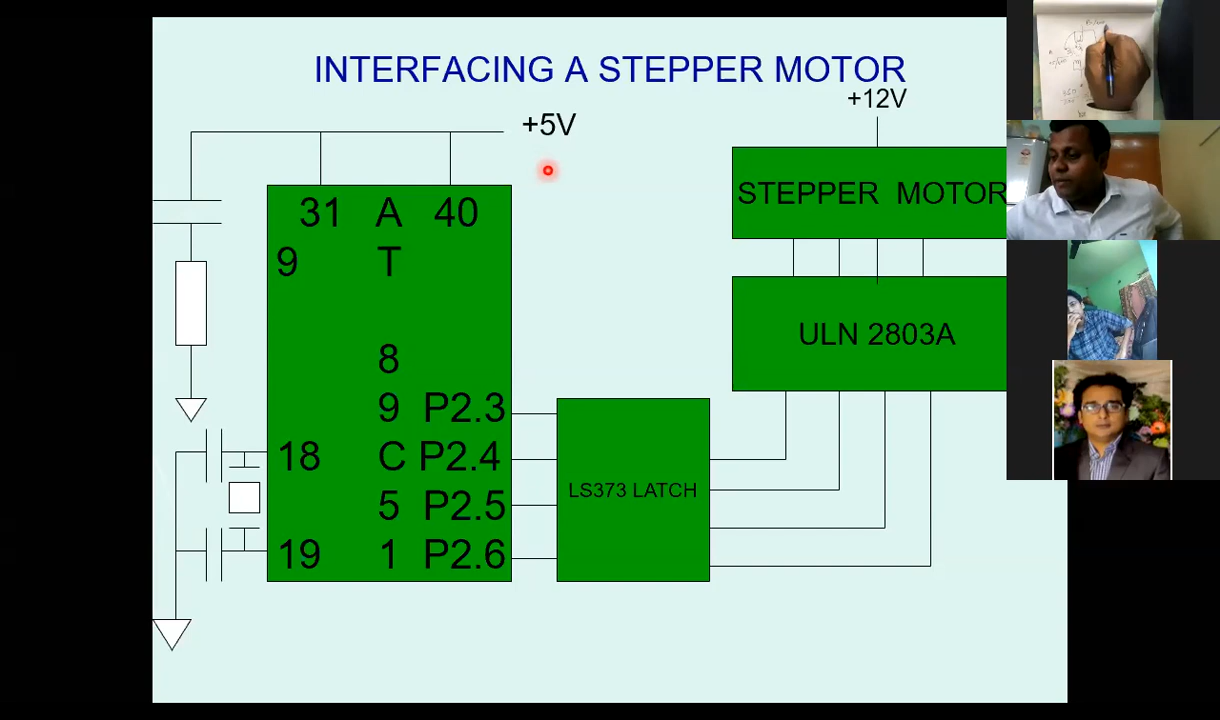 INTERFACING A STEPPER MOTOR
+12V
+5V
STEPPER MOTOR
31 A 40
9 T
ULN 2803A
8
9 P2.3
18 C P2.4
LS373 LATCH
5 P2.5
19 1 P2.6